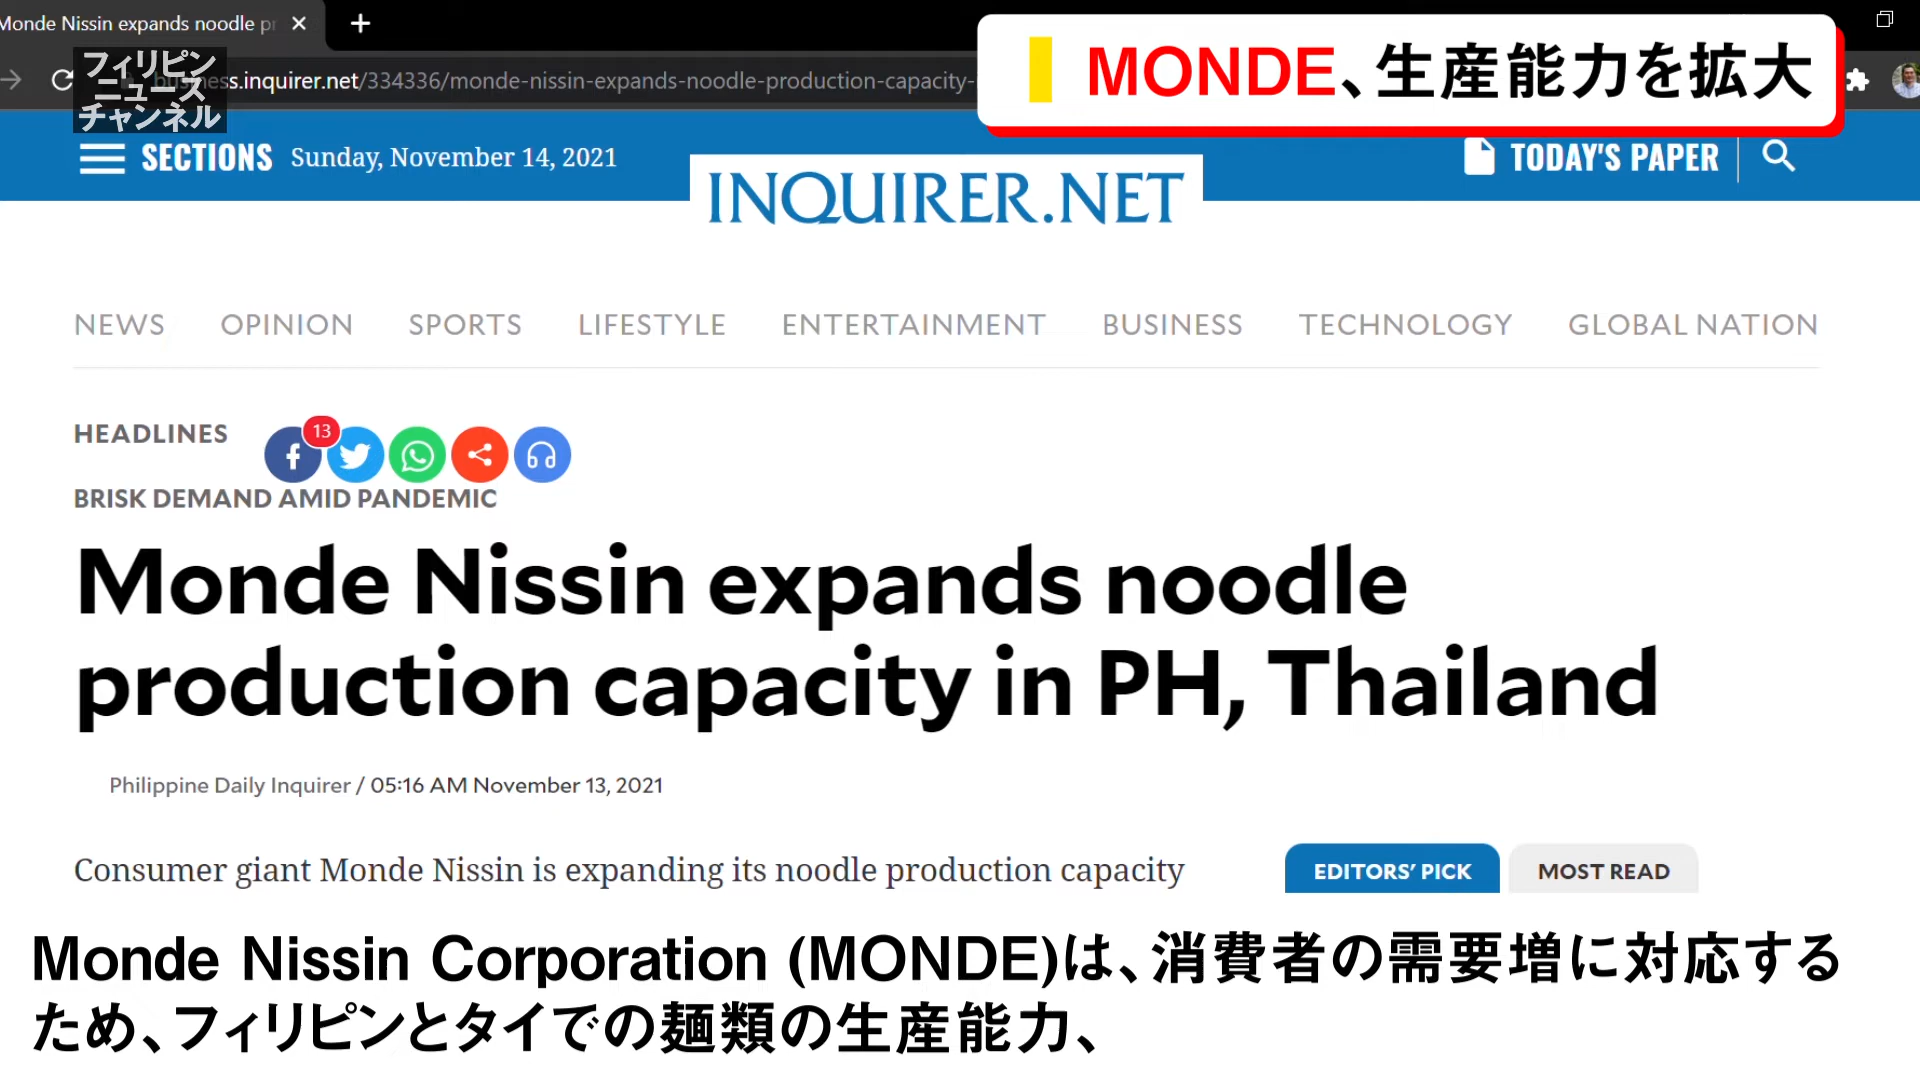 Monde Nissin expands noodle
フィリピン
ニュース
チャンネル
business.inquirer.net/334336/monde-nissin-expands-noodle-production-capacity-
MONDE、生産能力を拡大
SECTIONS Sunday, November 14, 2021
INQUIRER.NET
TODAY'S PAPER
NEWS OPINION SPORTS LIFESTYLE ENTERTAINMENT BUSINESS TECHNOLOGY GLOBAL NATION
HEADLINES
13
BRISK DEMAND AMID PANDEMIC
Monde Nissin expands noodle
production capacity in PH, Thailand
Philippine Daily Inquirer / 05:16 AM November 13, 2021
Consumer giant Monde Nissin is expanding its noodle production capacity
EDITORS' PICK MOST READ
Monde Nissin Corporation (MONDE)は、消費者の需要増に対応する
ため、フィリピンとタイでの麺類の生産能力、